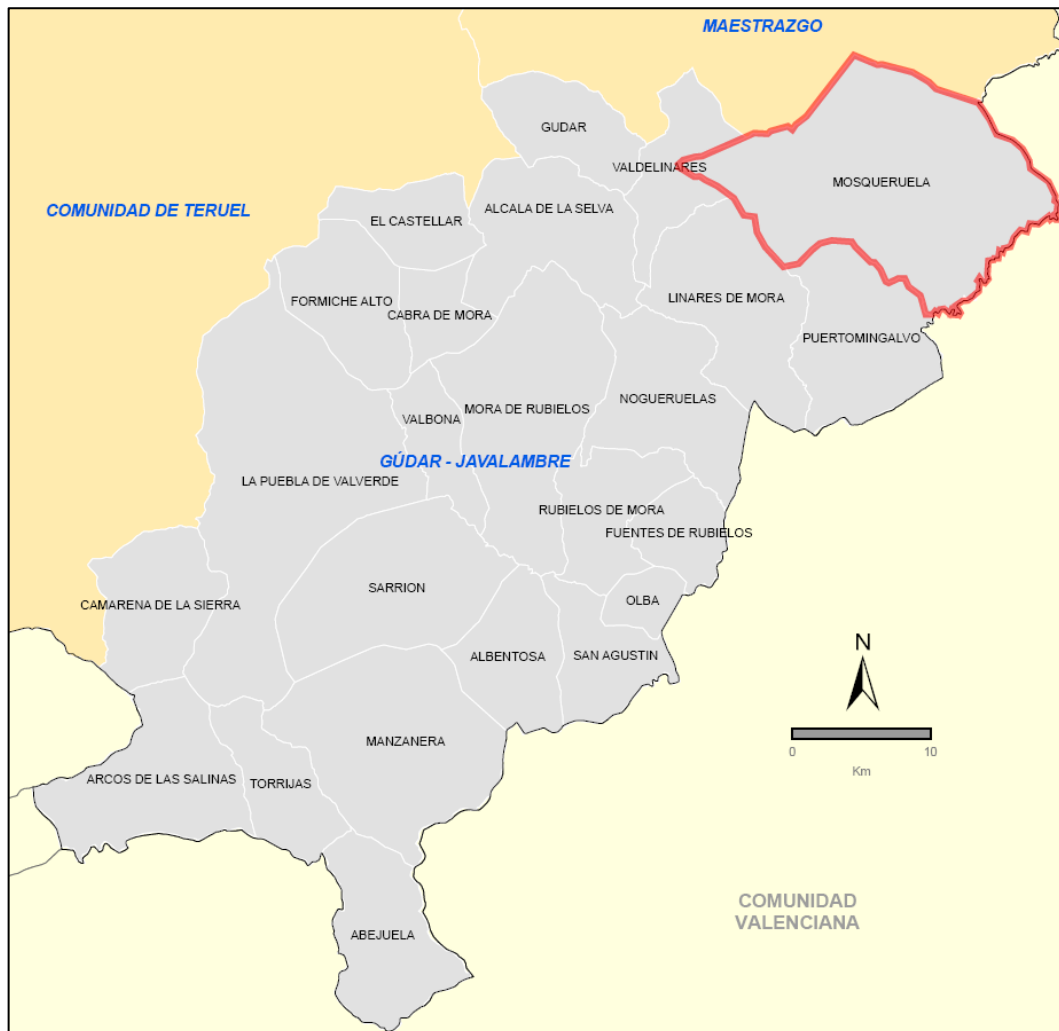 MAESTRAZGO
GUDAR
VALDELINARES
MOSQUERUELA
COMUNIDAD DE TERUEL
ALCALA DE LA SELVA
EL CASTELLAR
FORMICHE ALTO
CABRA DE MORA
LINARES DE MORA
PUERTOMINGALVO
VALBONA
MORA DE RUBIELOS
NOGUERUELAS
GÚDAR - JAVALAMBRE
LA PUEBLA DE VALVERDE
RUBIELOS DE MORA
FUENTES DE RUBIELOS
SARRION
OLBA
CAMARENA DE LA SIERRA
ALBENTOSA
SAN AGUSTIN
N
MANZANERA
0 10
Km
ARCOS DE LAS SALINAS
TORRIJAS
COMUNIDAD
VALENCIANA
ABEJUELA